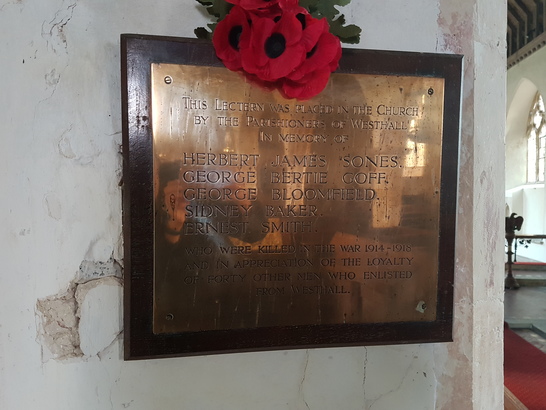 THIS LECTERN WAS PLACED IN THE CHURCH
BY THE PARISHIONERS OF WESTHALL
IN MEMORY OF
HERBERT JAMES SONES.
GEORGE BERTIE GOFF.
GEORGE BLOOMFIELD.
SIDNEY BAKER.
ERNEST SMITH.
WHO WERE KILLED IN THE WAR 1914-1918
AND IN APPRECIATION OF THE LOYALTY
OF FORTY OTHER MEN WHO ENLISTED
FROM WESTHALL.